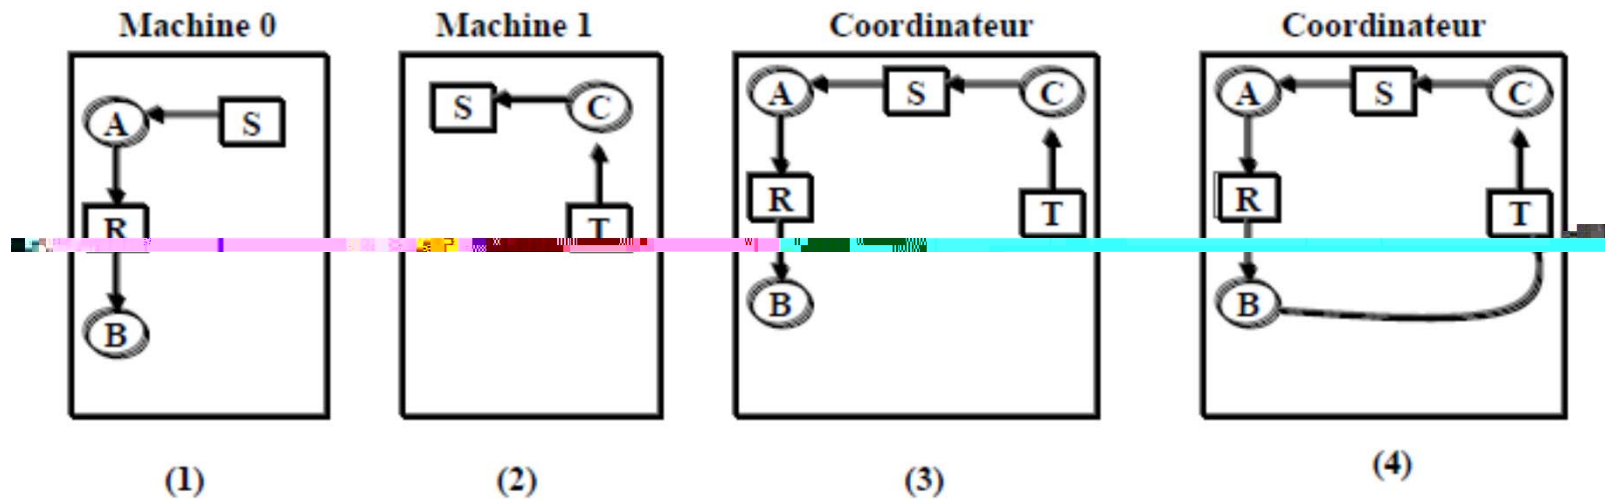 Machine 0 Machine 1 Coordinateur Coordinateur
A S S C A S C A S C
R T R T R T
B B B
(1) (2) (3) (4)